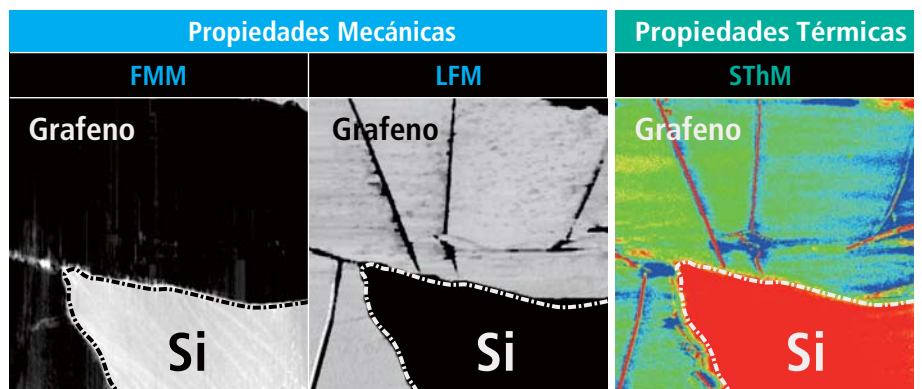 Propiedades Mecánicas
Propiedades Térmicas
FMM
LFM
SThM
Grafeno
Grafeno
Grafeno
Si
Si
Si